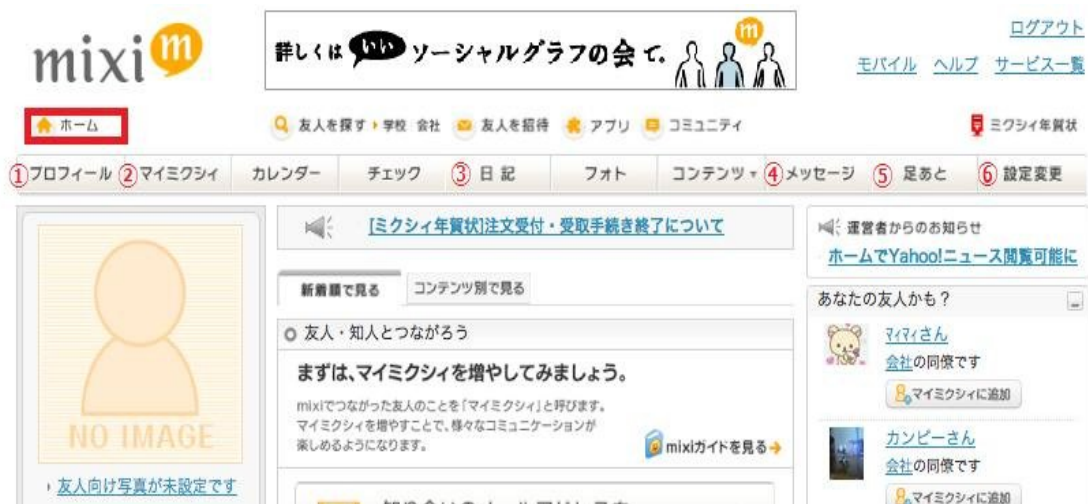 mixi m
詳しくは いい ソーシャルグラフの会 で。 m
ログアウト
モバイル ヘルプ サービス一覧
ホーム
友人を探す 学校 会社 友人を招待 アプリ コミュニティ
ミクシィ年賀状
①プロフィール ②マイミクシィ カレンダー チェック ③日記 フォト コンテンツ▼ ④メッセージ ⑤足あと ⑥設定変更
[ミクシィ年賀状]注文受付・受取手続き終了について
新着順で見る コンテンツ別で見る
友人・知人とつながろう
まずは、マイミクシィを増やしてみましょう。
mixiでつながった友人のことを「マイミクシィ」と呼びます。
マイミクシィを増やすことで、様々なコミュニケーションが
楽しめるようになります。
mixiガイドを見る
NO IMAGE
友人向け写真が未設定です
運営者からのお知らせ
ホームでYahoo!ニュース閲覧可能に
あなたの友人かも？
マイマイさん
会社の同僚です
マイミクシィに追加
カンピーさん
会社の同僚です
マイミクシィに追加